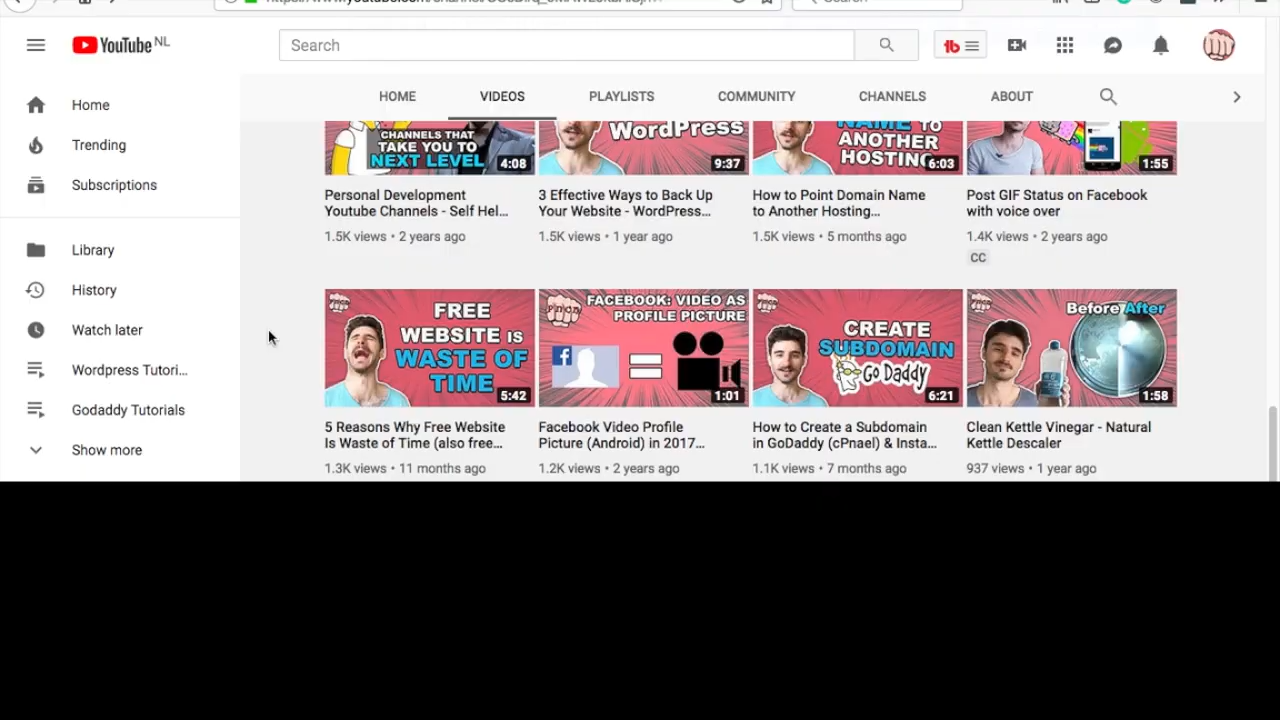 YouTube NL
Search
Home
Trending
Subscriptions
Library
History
Watch later
Wordpress Tutori...
Godaddy Tutorials
Show more
HOME VIDEOS PLAYLISTS COMMUNITY CHANNELS ABOUT
CHANNELS THAT
TAKE YOU TO
NEXT LEVEL
4:08
Personal Development
Youtube Channels - Self Hel...
1.5K views • 2 years ago
WordPress
9:37
3 Effective Ways to Back Up
Your Website - WordPress...
1.5K views • 1 year ago
NAME TO
ANOTHER
HOSTING
6:03
How to Point Domain Name
to Another Hosting...
1.5K views • 5 months ago
1:55
Post GIF Status on Facebook
with voice over
1.4K views • 2 years ago
CC
FREE
WEBSITE IS
WASTE OF
TIME
5:42
5 Reasons Why Free Website
Is Waste of Time (also free...
1.3K views • 11 months ago
FACEBOOK: VIDEO AS
PROFILE PICTURE
1:01
Facebook Video Profile
Picture (Android) in 2017...
1.2K views • 2 years ago
CREATE
SUBDOMAIN
Go Daddy
6:21
How to Create a Subdomain
in GoDaddy (cPnael) & Insta...
1.1K views • 7 months ago
Before After
1:58
Clean Kettle Vinegar - Natural
Kettle Descaler
937 views • 1 year ago